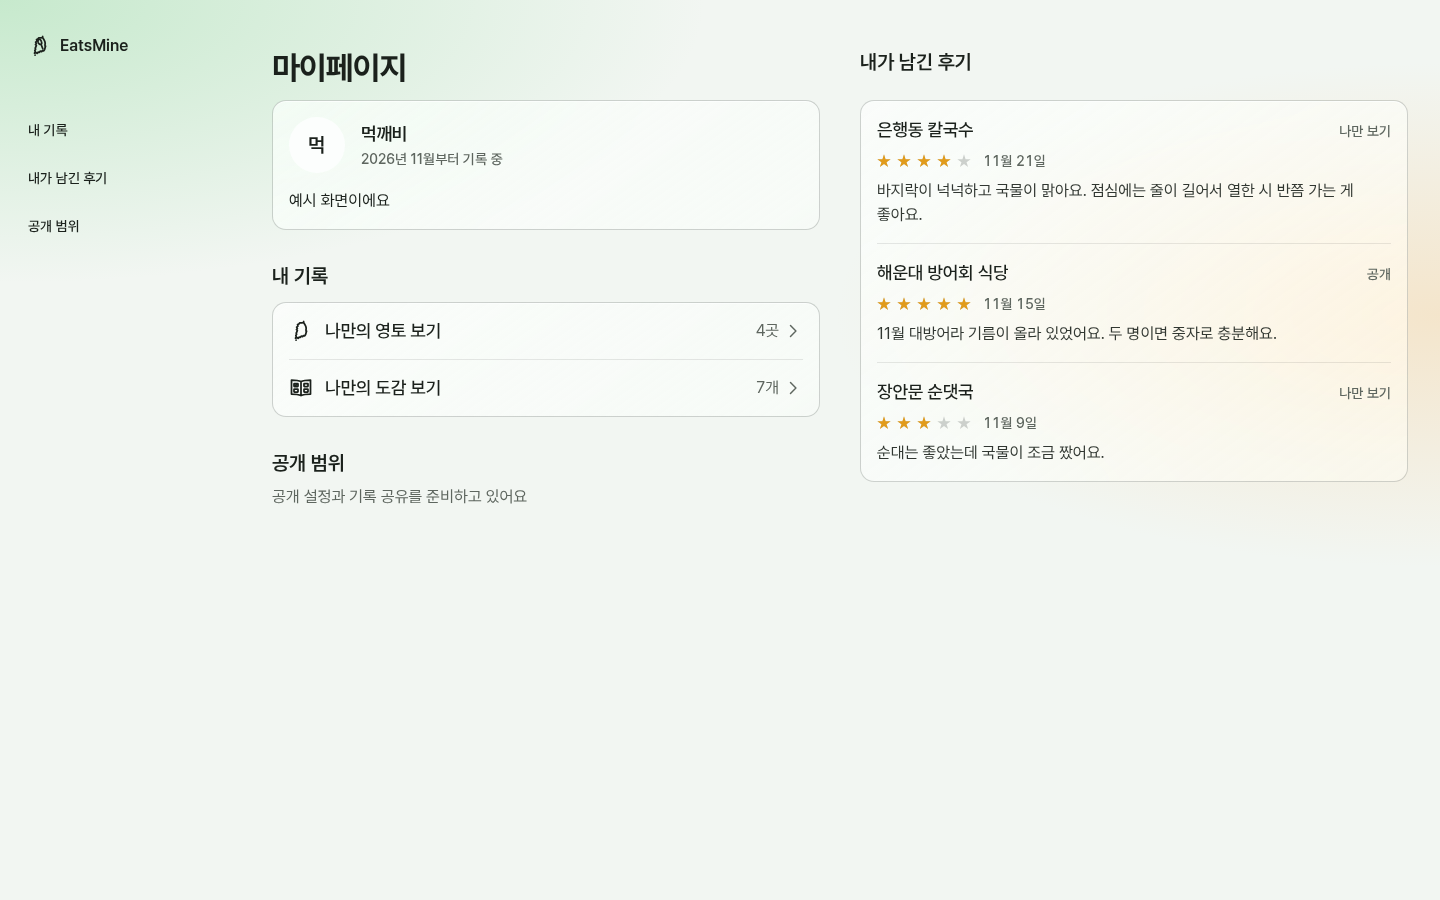 EatsMine
내 기록
내가 남긴 후기
공개 범위
마이페이지
먹
먹깨비
2026년 11월부터 기록 중
예시 화면이에요
내 기록
나만의 영토 보기
4곳
나만의 도감 보기
7개
공개 범위
공개 설정과 기록 공유를 준비하고 있어요
내가 남긴 후기
은행동 칼국수
나만 보기
11월 21일
바지락이 넉넉하고 국물이 맑아요. 점심에는 줄이 길어서 열한 시 반쯤 가는 게
좋아요.
해운대 방어회 식당
공개
11월 15일
11월 대방어라 기름이 올라 있었어요. 두 명이면 중자로 충분해요.
장안문 순댓국
나만 보기
11월 9일
순대는 좋았는데 국물이 조금 짰어요.